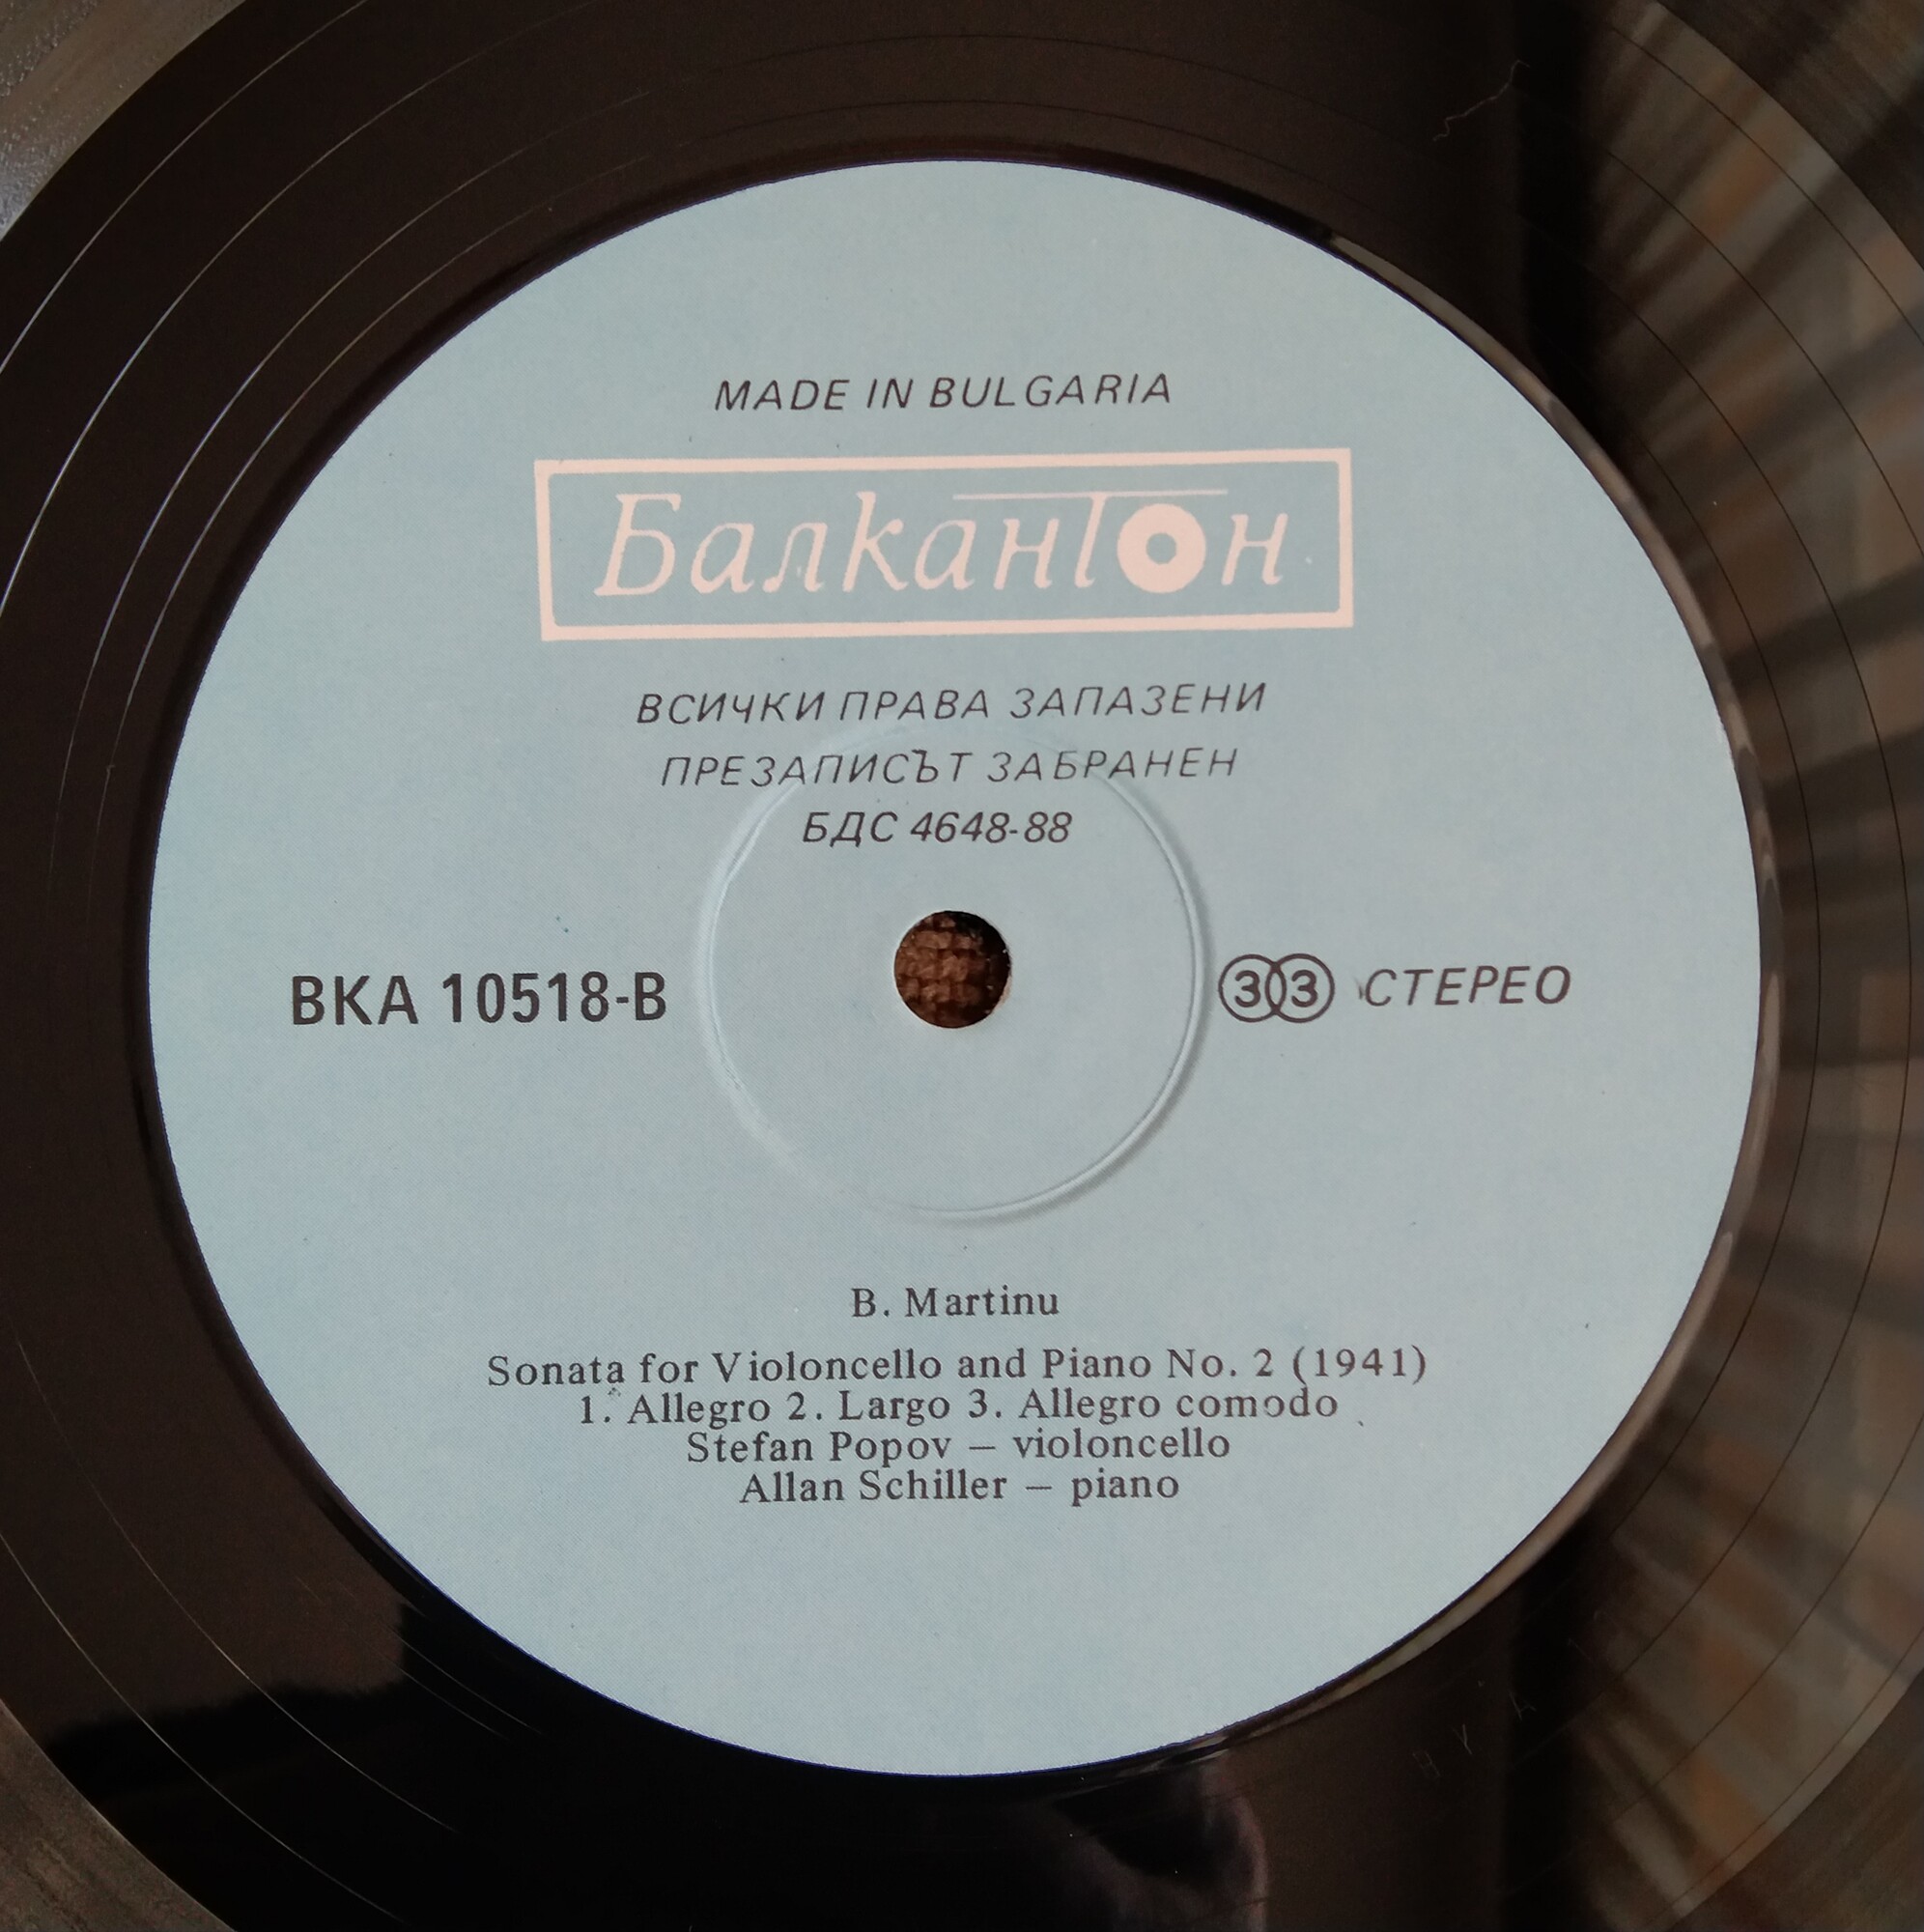 MADE IN BULGARIA
Балкантон
ВСИЧКИ ПРАВА ЗАПАЗЕНИ
ПРЕЗАПИСЪТ ЗАБРАНЕН
БДС 4648-88
ВКА 10518-В
33 СТЕРЕО
B. Martinu
Sonata for Violoncello and Piano No. 2 (1941)
1. Allegro 2. Largo 3. Allegro comodo
Stefan Popov – violoncello
Allan Schiller – piano